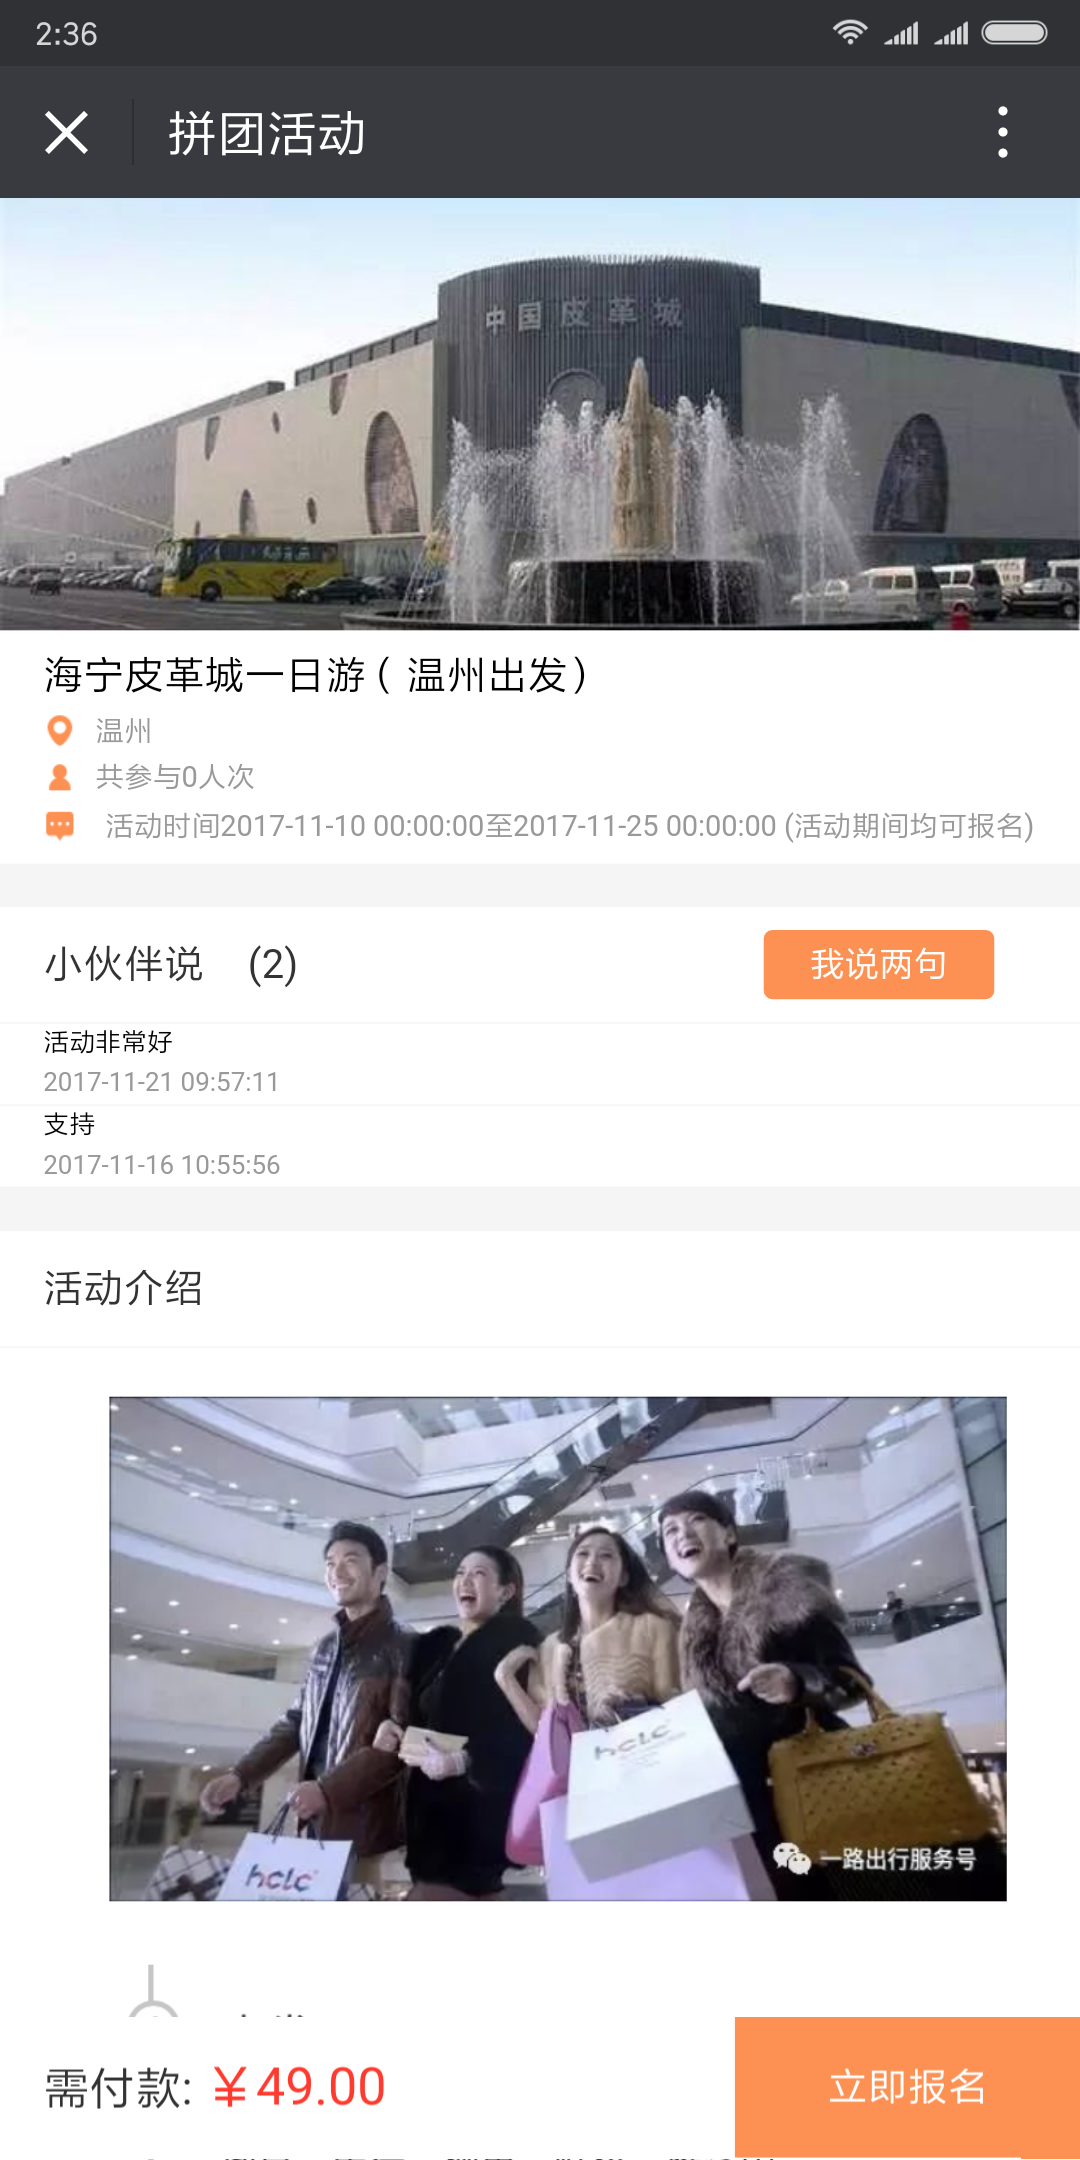 2:36
拼团活动
中国皮革城
海宁皮革城一日游(温州出发)
温州
共参与0人次
活动时间2017-11-10 00:00:00至2017-11-25 00:00:00 (活动期间均可报名)
小伙伴说 (2)
我说两句
活动非常好
2017-11-21 09:57:11
支持
2017-11-16 10:55:56
活动介绍
hclc
hclc
一路出行服务号
需付款: ¥49.00
立即报名